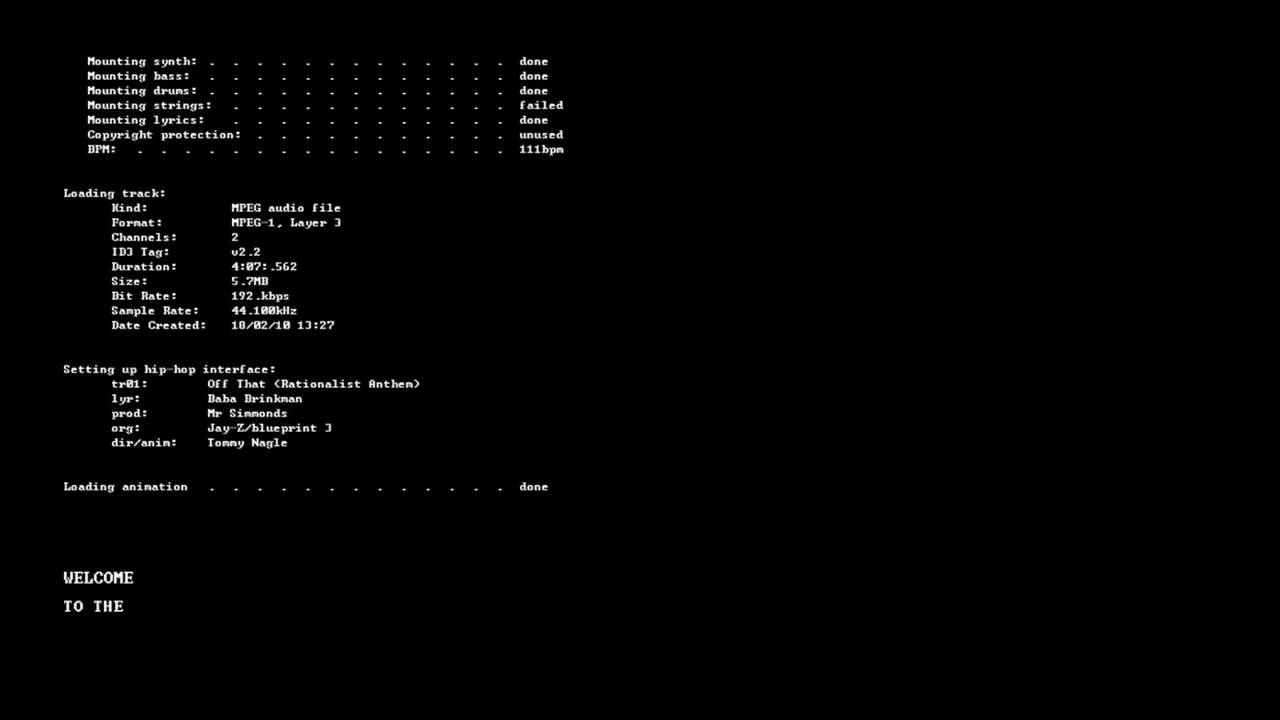 Mounting synth: . . . . . . . . . . . . . done
Mounting bass: . . . . . . . . . . . . . done
Mounting drums: . . . . . . . . . . . . . done
Mounting strings: . . . . . . . . . . . . failed
Mounting lyrics: . . . . . . . . . . . . done
Copyright protection: . . . . . . . . . . . unused
BPM: . . . . . . . . . . . . . . . . 111bpm
Loading track:
Kind: MPEG audio file
Format: MPEG-1, Layer 3
Channels: 2
ID3 Tag: v2.2
Duration: 4:07:.562
Size: 5.7MB
Bit Rate: 192.kbps
Sample Rate: 44.100kHz
Date Created: 18/02/10 13:27
Setting up hip-hop interface:
tr01: Off That (Rationalist Anthem)
lyr: Baba Brinkman
prod: Mr Simmonds
org: Jay-Z/blueprint 3
dir/anim: Tommy Nagle
Loading animation . . . . . . . . . . . . . done
WELCOME
TO THE